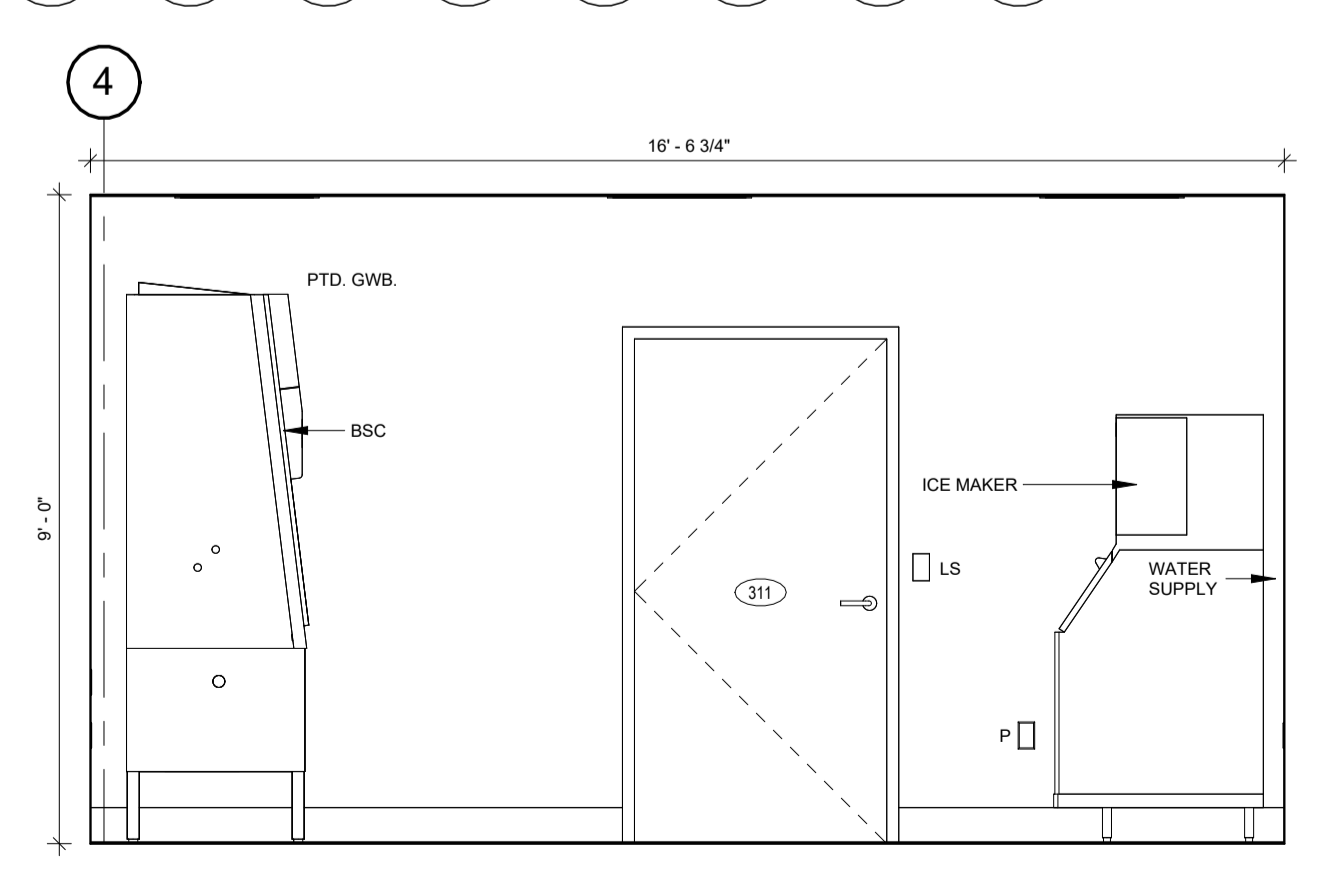 4
16' - 6 3/4"
PTD. GWB.
BSC
9' - 0"
ICE MAKER
LS
WATER
SUPPLY
311
P